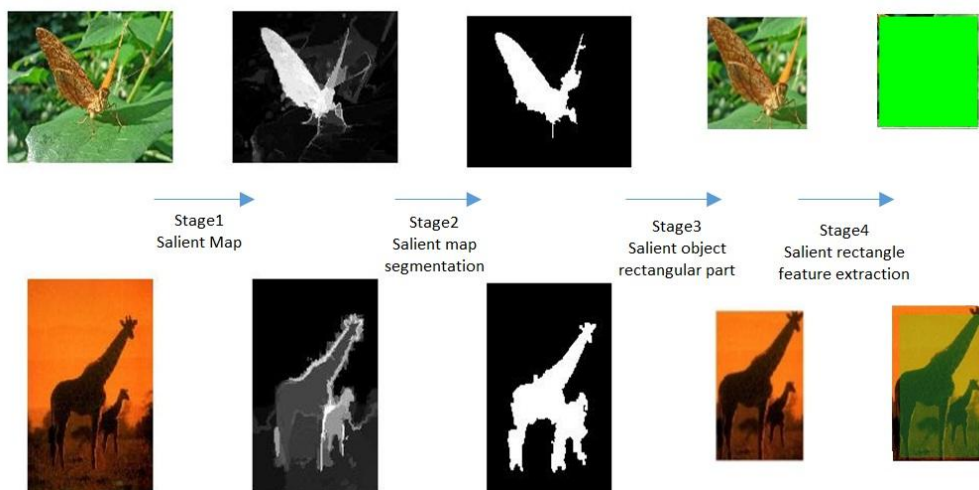 Stage1
Salient Map
Stage2
Salient map
segmentation
Stage3
Salient object
rectangular part
Stage4
Salient rectangle
feature extraction